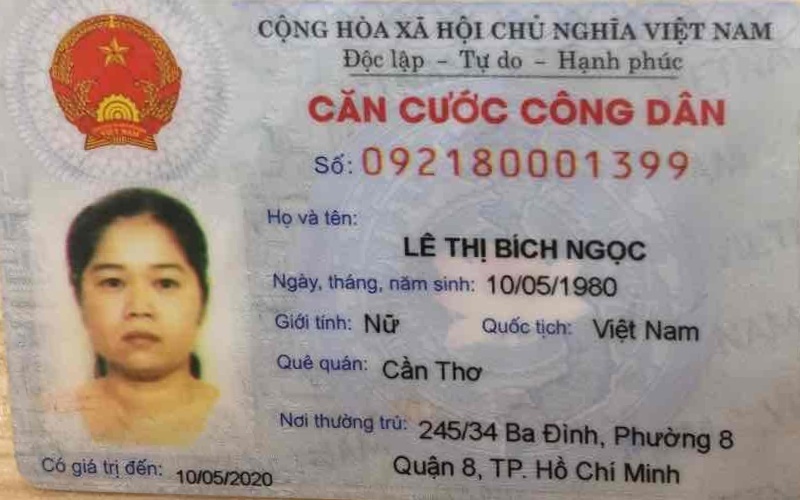 CỘNG HÒA XÃ HỘI CHỦ NGHĨA VIỆT NAM
Độc lập – Tự do – Hạnh phúc
CĂN CƯỚC CÔNG DÂN
Số: 092180001399
Họ và tên:
LÊ THỊ BÍCH NGỌC
Ngày, tháng, năm sinh: 10/05/1980
Giới tính: Nữ Quốc tịch: Việt Nam
Quê quán: Cần Thơ
Nơi thường trú: 245/34 Ba Đình, Phường 8
Quận 8, TP. Hồ Chí Minh
Có giá trị đến: 10/05/2020